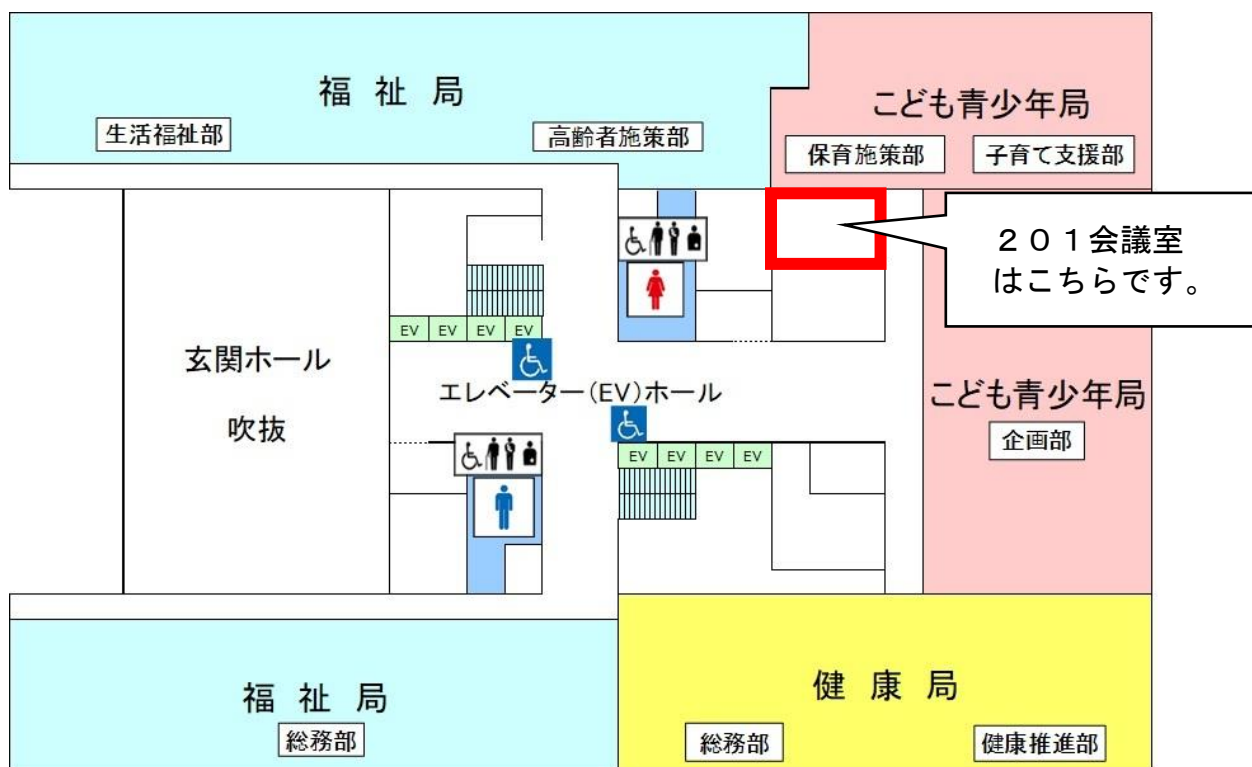 福祉局
生活福祉部
高齢者施策部
こども青少年局
保育施策部
子育て支援部
２０１会議室
はこちらです。
EV EV EV EV
玄関ホール
吹抜
エレベーター(EV)ホール
こども青少年局
企画部
EV EV EV EV
福祉局
総務部
健康局
総務部
健康推進部